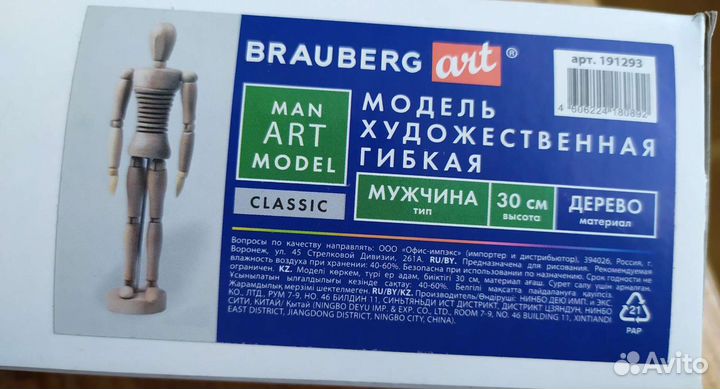 BRAUBERG art ®
арт. 191293
4 606224 180892
MAN
ART
MODEL
CLASSIC
МОДЕЛЬ
ХУДОЖЕСТВЕННАЯ
ГИБКАЯ
МУЖЧИНА
тип
30 см
высота
ДЕРЕВО
материал
Вопросы по качеству направлять: ООО «Офис-импэкс» (импортер и дистрибьютор), 394026, Россия, г.
Воронеж, ул. 45 Стрелковой Дивизии, 261А. RU/BY. Предназначена для рисования. Рекомендуемая
влажность воздуха при хранении: 40-60%. Безопасна при использовании по назначению. Срок годности не
ограничен. KZ. Моделі көркем, түрі ер адам, биіктігі 30 см, материал ағаш. Сурет салу үшін арналған.
Ұсынылатын ылғалдылығы кезінде сақтау: 40-60%. Белгілі мақсатта пайдалануға қауіпсіз.
Жарамдылық мерзімі шектелмеген. RU/BY/KZ. Производитель/Өндіруші: НИНБО ДЕЮ ИМП. и ЭКС.
КО., ЛТД., РУМ 7-9, НО. 46 БИЛДИН 11, СИНЬТЯНЬДИ ИСТ ДИСТРИКТ, ДИСТРИКТ ЦЗЯНДУН, НИНБО
СИТИ, КИТАЙ/ Қытай (NINGBO DEYU IMP. & EXP. CO., LTD., ROOM 7-9, NO. 46 BUILDING 11, XINTIANDI
EAST DISTRICT, JIANGDONG DISTRICT, NINGBO CITY, CHINA).
21
PAP
Avito